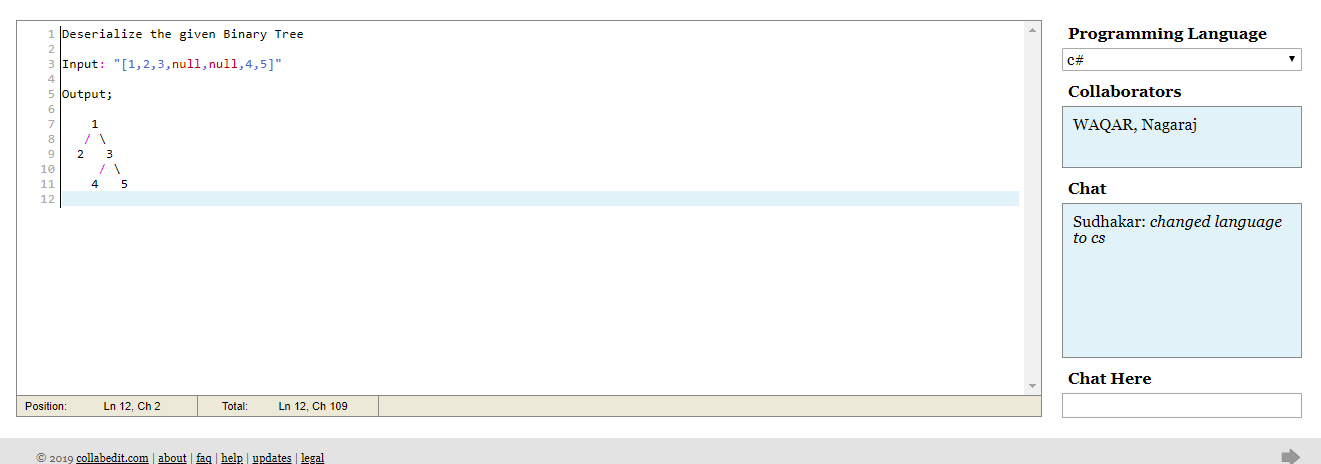 1 Deserialize the given Binary Tree
2
3 Input: "[1,2,3,null,null,4,5]"
4
5 Output;
6
7     1
8    / \
9   2   3
10      / \
11     4   5
12
Position: Ln 12, Ch 2 Total: Ln 12, Ch 109
Programming Language
c#
Collaborators
WAQAR, Nagaraj
Chat
Sudhakar: changed language
to cs
Chat Here
© 2019 collabedit.com | about | faq | help | updates | legal